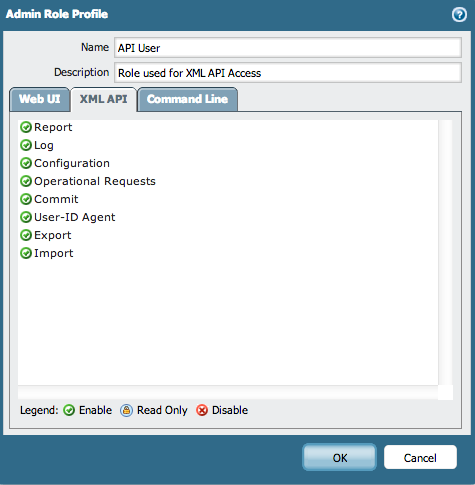 Admin Role Profile
Name API User
Description Role used for XML API Access
Web UI XML API Command Line
Report
Log
Configuration
Operational Requests
Commit
User-ID Agent
Export
Import
Legend: Enable Read Only Disable
OK Cancel